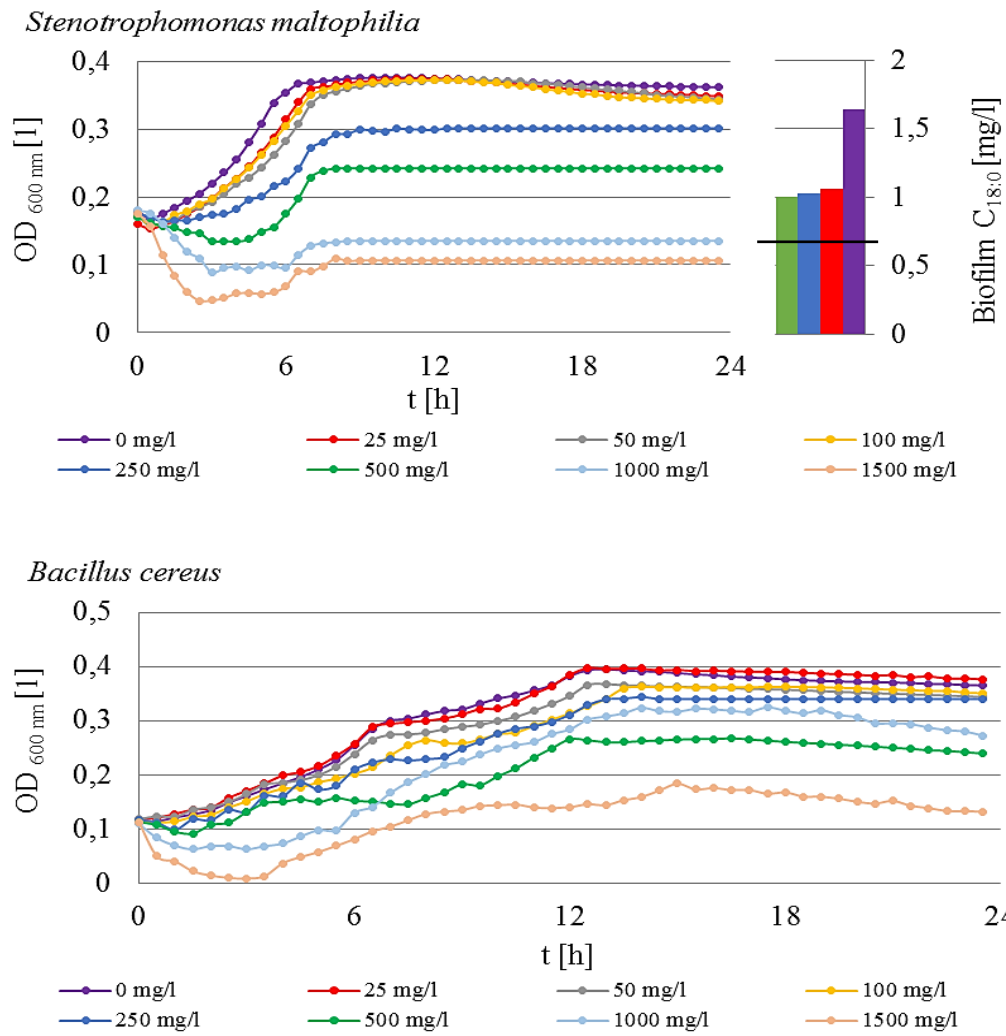 Stenotrophomonas maltophilia
0,4
0,3
0,2
0,1
0
OD 600 nm [1]
0 6 12 18 24
t [h]
2
1,5
1
0,5
0
Biofilm C18:0 [mg/l]
0 mg/l 25 mg/l 50 mg/l 100 mg/l
250 mg/l 500 mg/l 1000 mg/l 1500 mg/l
Bacillus cereus
0,5
0,4
0,3
0,2
0,1
0
OD 600 nm [1]
0 6 12 18 24
t [h]
0 mg/l 25 mg/l 50 mg/l 100 mg/l
250 mg/l 500 mg/l 1000 mg/l 1500 mg/l